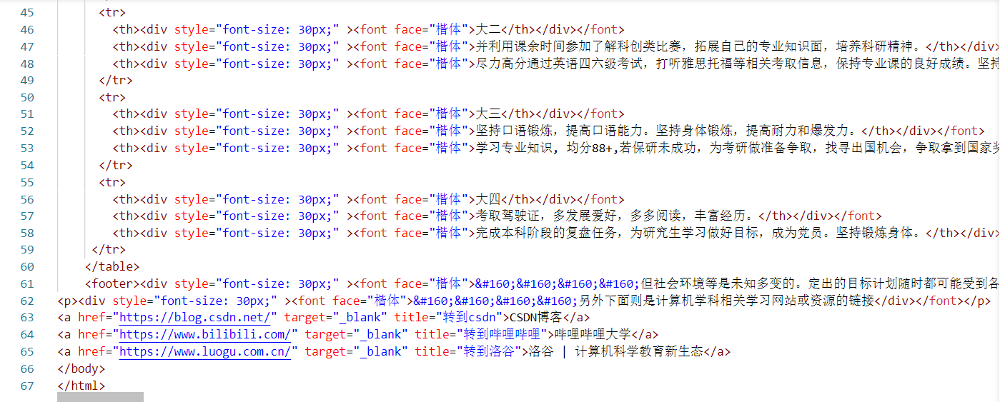 45 <tr>
46 <th><div style="font-size: 30px;" ><font face="楷体">大二</th></div></font>
47 <th><div style="font-size: 30px;" ><font face="楷体">并利用课余时间参加了解科创类比赛，拓展自己的专业知识面，培养科研精神。</th></div>
48 <th><div style="font-size: 30px;" ><font face="楷体">尽力高分通过英语四六级考试，打听雅思托福等相关考取信息，保持专业课的良好成绩。坚持
49 </tr>
50 <tr>
51 <th><div style="font-size: 30px;" ><font face="楷体">大三</th></div></font>
52 <th><div style="font-size: 30px;" ><font face="楷体">坚持口语锻炼，提高口语能力。坚持身体锻炼，提高耐力和爆发力。</th></div></font>
53 <th><div style="font-size: 30px;" ><font face="楷体">学习专业知识, 均分88+,若保研未成功，为考研做准备争取，找寻出国机会，争取拿到国家奖
54 </tr>
55 <tr>
56 <th><div style="font-size: 30px;" ><font face="楷体">大四</th></div></font>
57 <th><div style="font-size: 30px;" ><font face="楷体">考取驾驶证，多发展爱好，多多阅读，丰富经历。</th></div></font>
58 <th><div style="font-size: 30px;" ><font face="楷体">完成本科阶段的复盘任务，为研究生学习做好目标，成为党员。坚持锻炼身体。</th></div>
59 </tr>
60 </table>
61 <footer><div style="font-size: 30px;" ><font face="楷体">&#160;&#160;&#160;&#160;但社会环境等是未知多变的。定出的目标计划随时都可能受到各
62 <p><div style="font-size: 30px;" ><font face="楷体">&#160;&#160;&#160;&#160;另外下面则是计算机学科相关学习网站或资源的链接</div></font></p>
63 <a href="https://blog.csdn.net/" target="_blank" title="转到csdn">CSDN博客</a>
64 <a href="https://www.bilibili.com/" target="_blank" title="转到哔哩哔哩">哔哩哔哩大学</a>
65 <a href="https://www.luogu.com.cn/" target="_blank" title="转到洛谷">洛谷 | 计算机科学教育新生态</a>
66 </body>
67 </html>